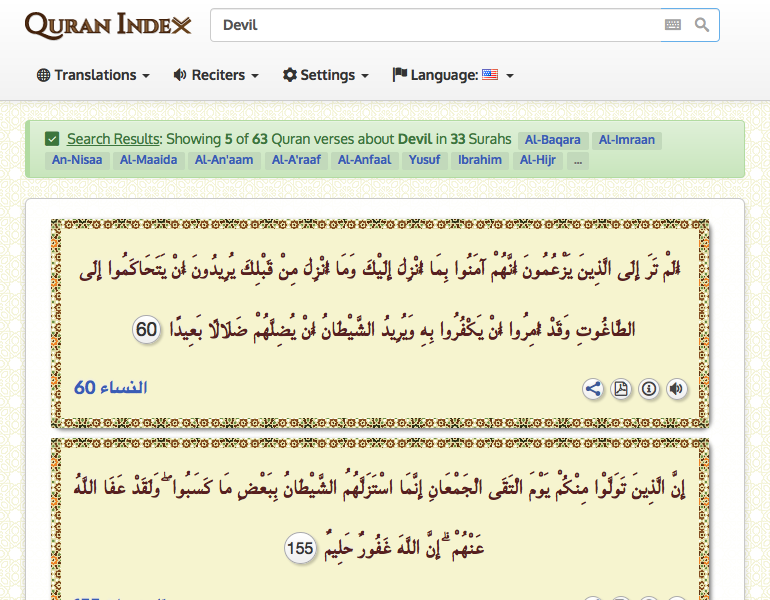 QURAN INDEX
Devil
Translations
Reciters
Settings
Language:
Search Results: Showing 5 of 63 Quran verses about Devil in 33 Surahs Al-Baqara Al-Imraan
An-Nisaa Al-Maaida Al-An'aam Al-A'raaf Al-Anfaal Yusuf Ibrahim Al-Hijr ...
أَلَمْ تَرَ إِلَى الَّذِينَ يَزْعُمُونَ أَنَّهُمْ آمَنُوا بِمَا أُنْزِلَ إِلَيْكَ وَمَا أُنْزِلَ مِنْ قَبْلِكَ يُرِيدُونَ أَنْ يَتَحَاكَمُوا إِلَى
الطَّاغُوتِ وَقَدْ أُمِرُوا أَنْ يَكْفُرُوا بِهِ وَيُرِيدُ الشَّيْطَانُ أَنْ يُضِلَّهُمْ ضَلَالًا بَعِيدًا 60
النساء 60
إِنَّ الَّذِينَ تَوَلَّوْا مِنْكُمْ يَوْمَ الْتَقَى الْجَمْعَانِ إِنَّمَا اسْتَزَلَّهُمُ الشَّيْطَانُ بِبَعْضِ مَا كَسَبُوا ۖ وَلَقَدْ عَفَا اللَّهُ
عَنْهُمْ ۗ إِنَّ اللَّهَ غَفُورٌ حَلِيمٌ 155